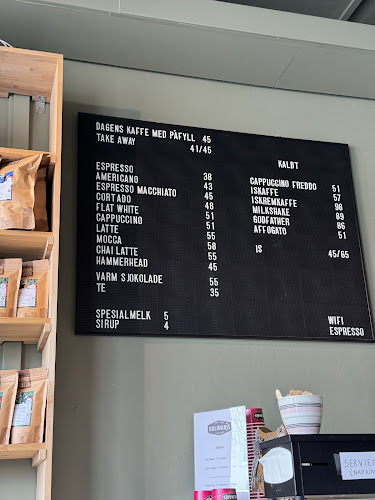 DAGENS KAFFE MED PÅFYLL 45
TAKE AWAY 41/45
ESPRESSO 38
AMERICANO 43
ESPRESSO MACCHIATO 45
CORTADO 48
FLAT WHITE 51
CAPPUCCINO 51
LATTE 55
MOCCA 58
CHAI LATTE 55
HAMMERHEAD 45
VARM SJOKOLADE 55
TE 35
SPESIALMELK 5
SIRUP 4
KALDT
CAPPUCCINO FREDDO 51
ISKAFFE 57
ISKREMKAFFE 98
MILKSHAKE 89
GODFATHER 86
AFFOGATO 51
IS 45/65
WIFI
ESPRESSO